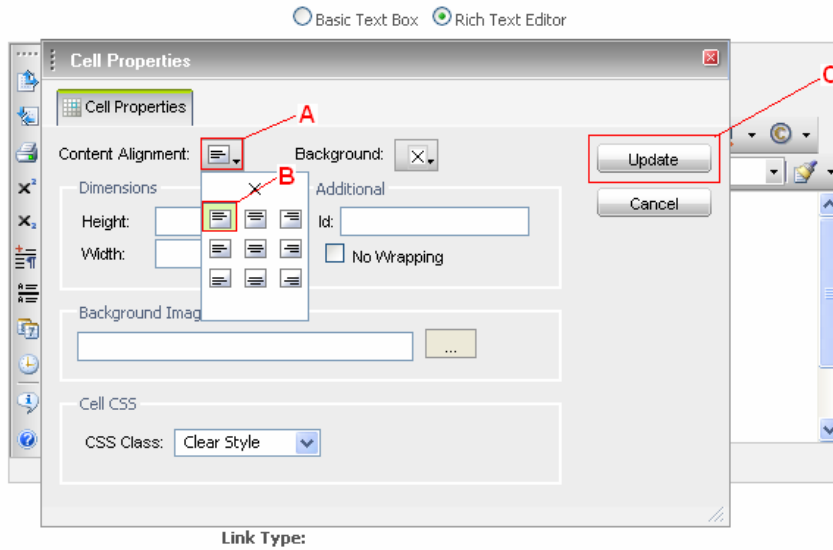 Basic Text Box Rich Text Editor
Cell Properties
Cell Properties
A
C
Content Alignment: Background:
Update
B
Dimensions Additional
Cancel
Height: Id:
Width: No Wrapping
Background Imag
...
Cell CSS
CSS Class: Clear Style
Link Type: